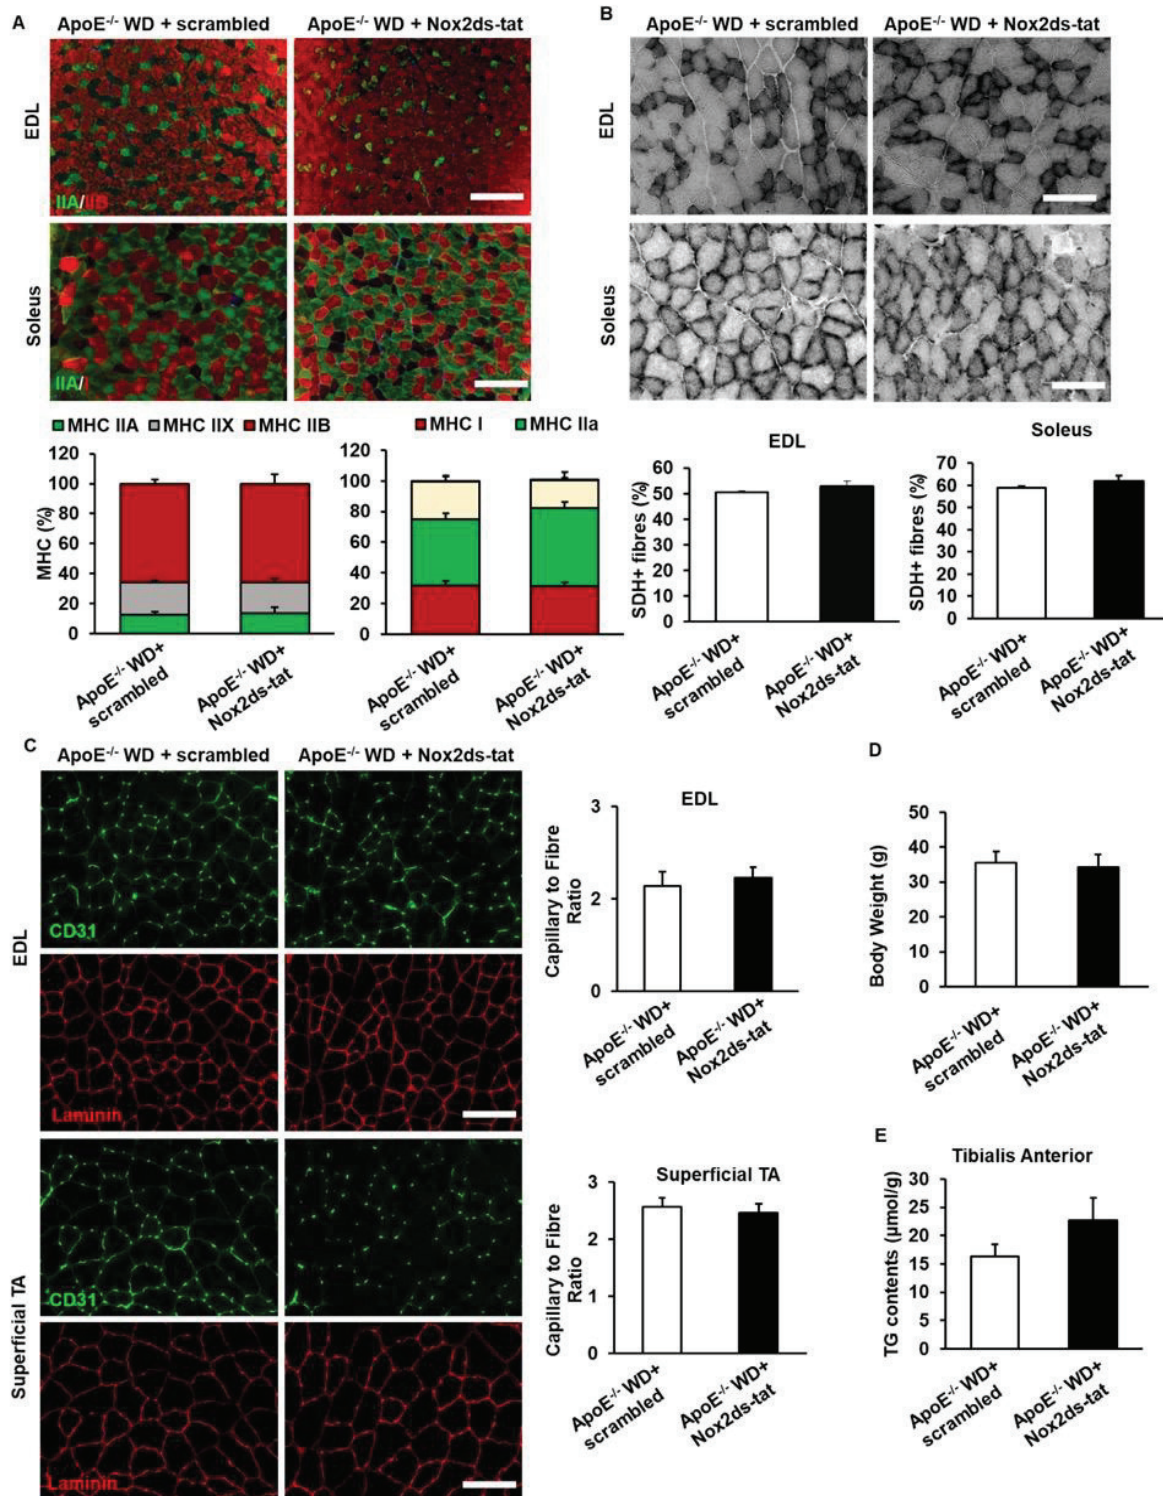 A
ApoE-/- WD + scrambled
ApoE-/- WD + Nox2ds-tat
EDL
IIA/IIB
Soleus
IIA/I
MHC IIA
MHC IIX
MHC IIB
MHC (%)
120
100
80
60
40
20
0
ApoE-/- WD+
scrambled
ApoE-/- WD+
Nox2ds-tat
MHC I
MHC IIa
120
100
80
60
40
20
0
ApoE-/- WD+
scrambled
ApoE-/- WD+
Nox2ds-tat
B
ApoE-/- WD + scrambled
ApoE-/- WD + Nox2ds-tat
EDL
Soleus
EDL
SDH+ fibres (%)
60
50
40
30
20
10
0
ApoE-/- WD+
scrambled
ApoE-/- WD+
Nox2ds-tat
Soleus
SDH+ fibres (%)
70
60
50
40
30
20
10
0
ApoE-/- WD+
scrambled
ApoE-/- WD+
Nox2ds-tat
C
ApoE-/- WD + scrambled
ApoE-/- WD + Nox2ds-tat
EDL
CD31
Laminin
Superficial TA
CD31
Laminin
EDL
Capillary to Fibre
Ratio
3
2
0
ApoE-/- WD+
scrambled
ApoE-/- WD+
Nox2ds-tat
Superficial TA
Capillary to Fibre
Ratio
3
2
1
0
ApoE-/- WD+
scrambled
ApoE-/- WD+
Nox2ds-tat
D
Body Weight (g)
50
40
30
20
10
0
ApoE-/- WD+
scrambled
ApoE-/- WD+
Nox2ds-tat
E
Tibialis Anterior
TG contents (µmol/g)
30
25
20
15
10
5
0
ApoE-/- WD+
scrambled
ApoE-/- WD+
Nox2ds-tat